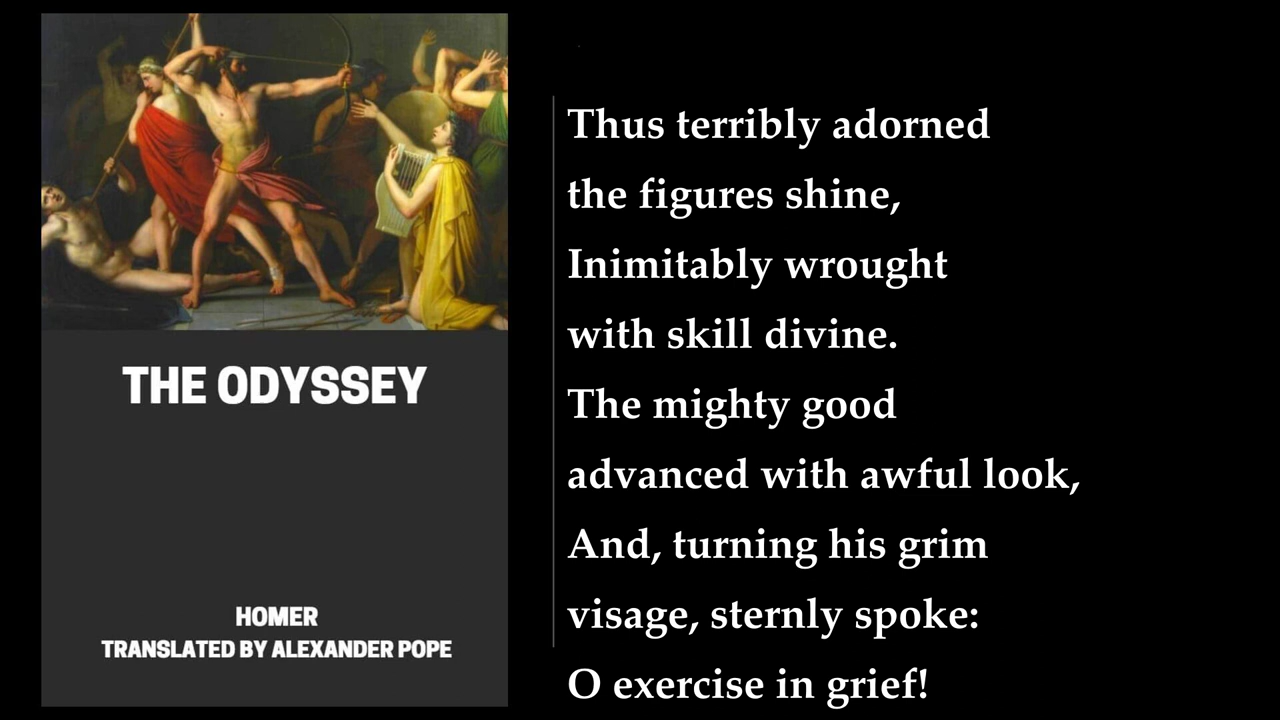 THE ODYSSEY
HOMER
TRANSLATED BY ALEXANDER POPE
Thus terribly adorned
the figures shine,
Inimitably wrought
with skill divine.
The mighty good
advanced with awful look,
And, turning his grim
visage, sternly spoke:
O exercise in grief!